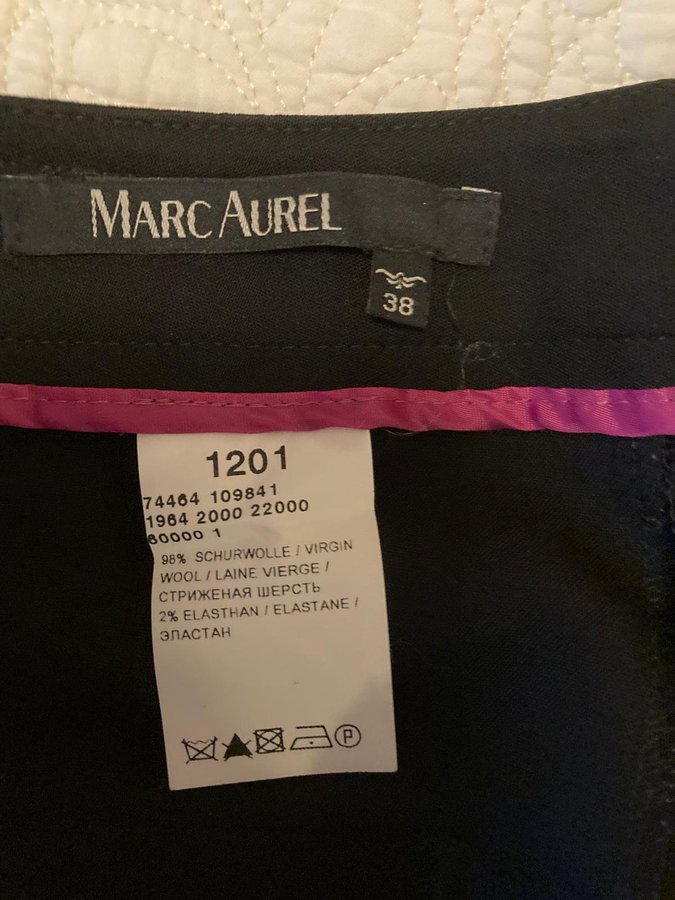 MARC AUREL
38
1201
74464 109841
1964 2000 22000
60000 1
98% SCHURWOLLE / VIRGIN
WOOL / LAINE VIERGE /
СТРИЖЕНАЯ ШЕРСТЬ
2% ELASTHAN / ELASTANE /
ЭЛАСТАН
P